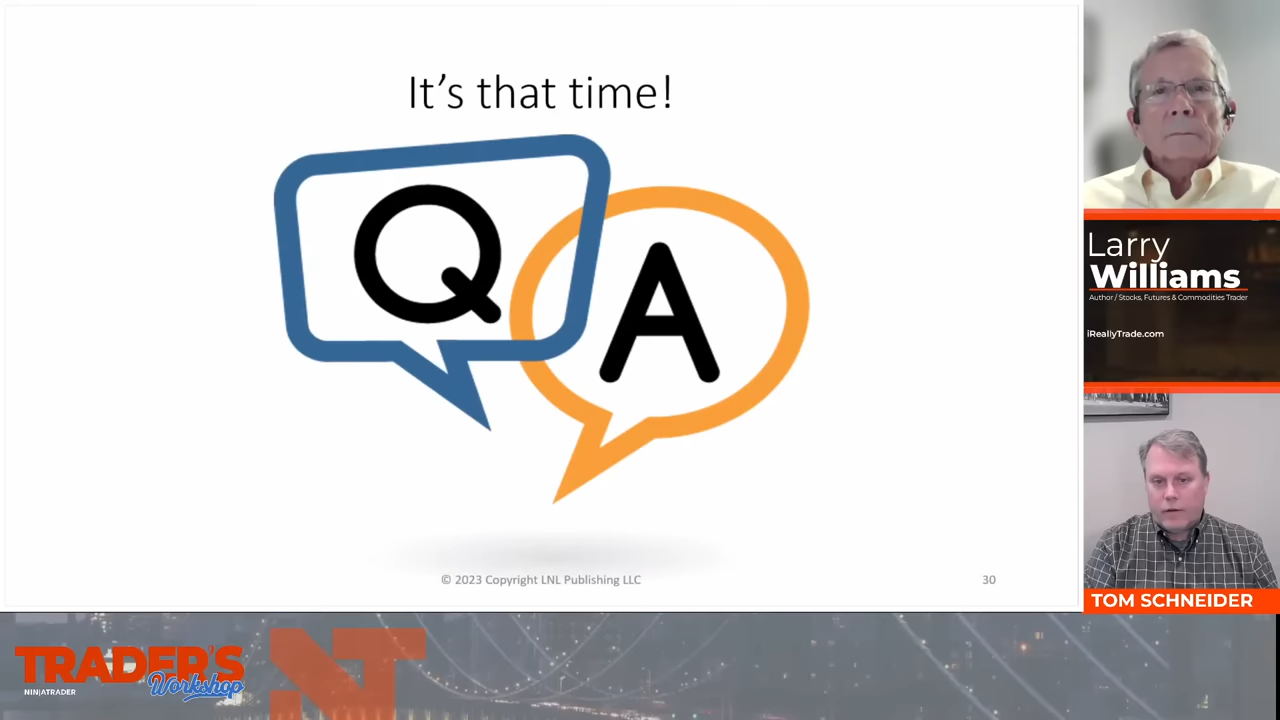 It's that time!
Q
A
© 2023 Copyright LNL Publishing LLC
30
Larry
Williams
Author / Stocks, Futures & Commodities Trader
iReallyTrade.com
TOM SCHNEIDER
TRADER'S
Workshop
NINJATRADER
NT